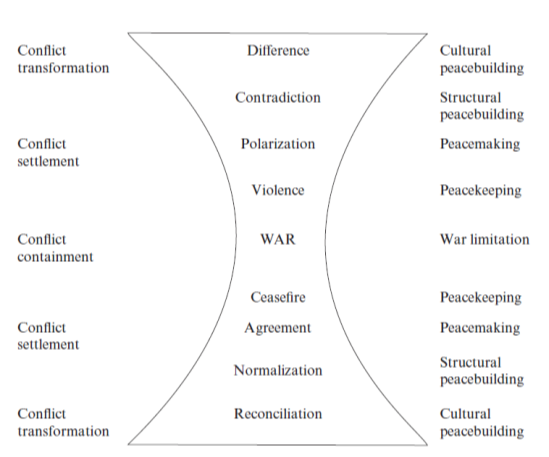 Conflict
transformation
Difference
Cultural
peacebuilding
Contradiction
Structural
peacebuilding
Conflict
settlement
Polarization
Peacemaking
Violence
Peacekeeping
Conflict
containment
WAR
War limitation
Ceasefire
Peacekeeping
Conflict
settlement
Agreement
Peacemaking
Normalization
Structural
peacebuilding
Conflict
transformation
Reconciliation
Cultural
peacebuilding